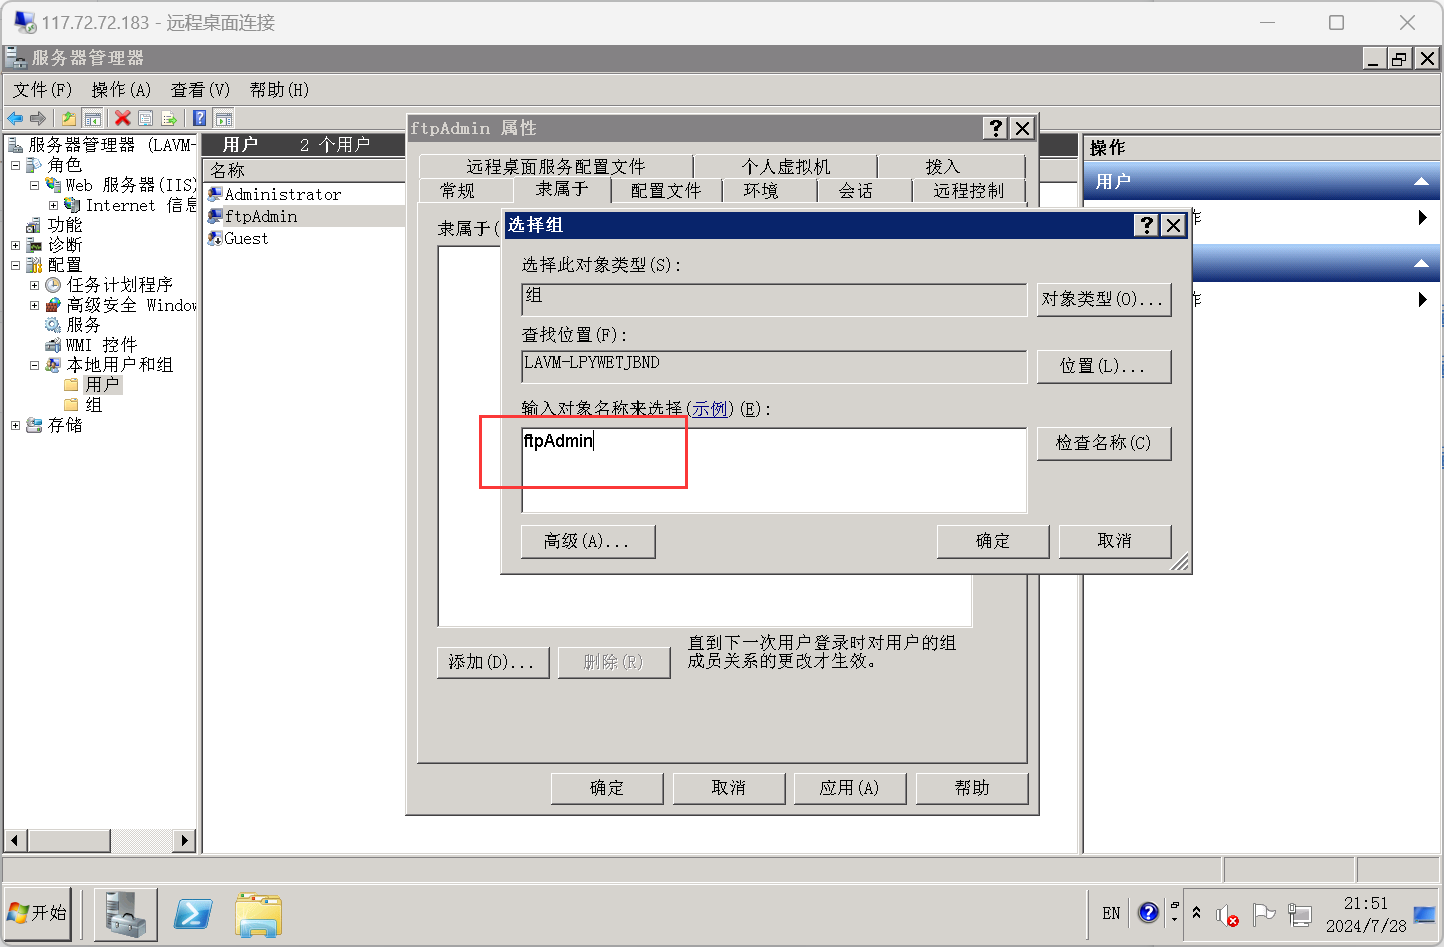 117.72.72.183 - 远程桌面连接
服务器管理器
文件(F) 操作(A) 查看(V) 帮助(H)
服务器管理器 (LAVM-
角色
Web 服务器(IIS)
Internet 信息
功能
诊断
配置
任务计划程序
高级安全 Window
服务
WMI 控件
本地用户和组
用户
组
存储
用户 2 个用户
名称
Administrator
ftpAdmin
Guest
操作
用户
作
作
ftpAdmin 属性
远程桌面服务配置文件 个人虚拟机 拨入
常规 隶属于 配置文件 环境 会话 远程控制
隶属于(
选择组
选择此对象类型(S):
组
对象类型(O)...
查找位置(F):
LAVM-LPYWETJBND
位置(L)...
输入对象名称来选择(示例)(E):
ftpAdmin
检查名称(C)
高级(A)... 确定 取消
添加(D)... 删除(R)
直到下一次用户登录时对用户的组
成员关系的更改才生效。
确定 取消 应用(A) 帮助
开始
EN
21:51
2024/7/28